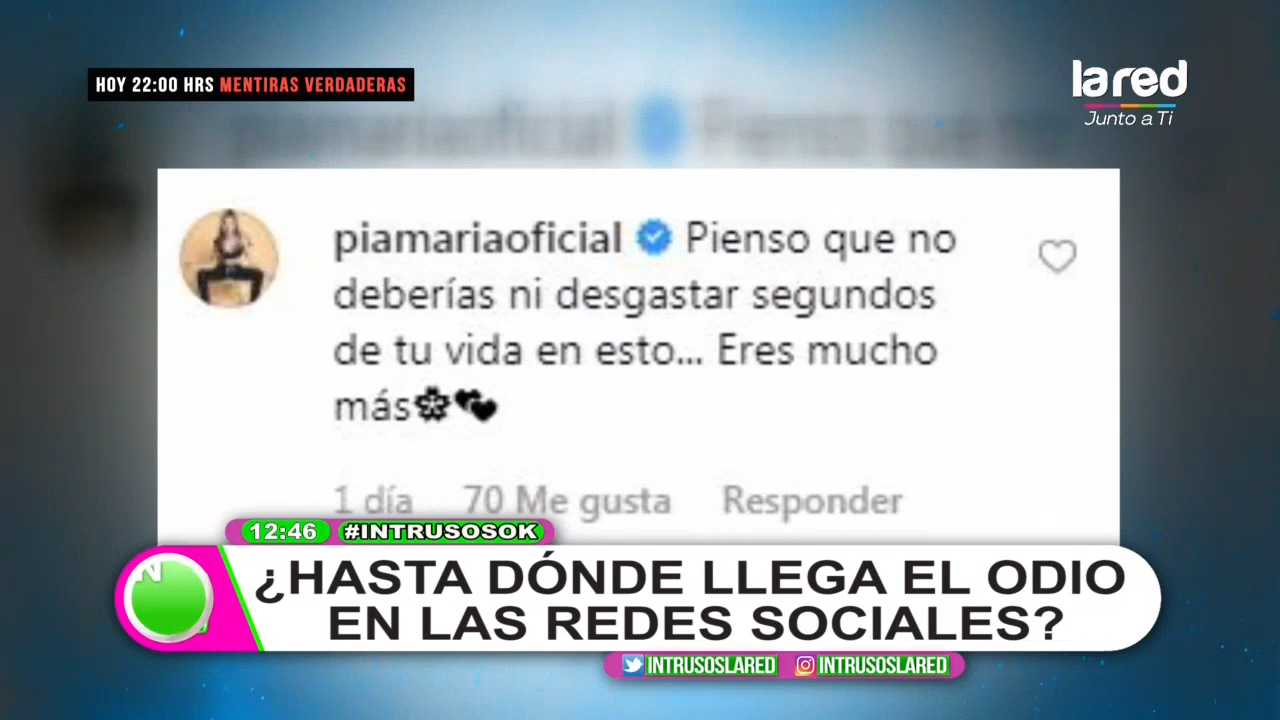 HOY 22:00 HRS MENTIRAS VERDADERAS
lared
Junto a Ti
piamariaoficial Pienso que no
deberías ni desgastar segundos
de tu vida en esto... Eres mucho
más
1 día 70 Me gusta Responder
12:46 #INTRUSOSOK
¿HASTA DÓNDE LLEGA EL ODIO
EN LAS REDES SOCIALES?
INTRUSOSLARED INTRUSOSLARED